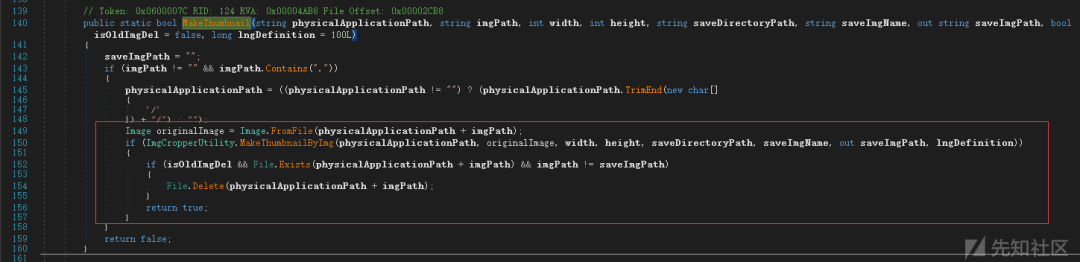 139 // Token: 0x0600007C RID: 124 RVA: 0x00004AB8 File Offset: 0x00002CB8
140 public static bool MakeThumbnail(string physicalApplicationPath, string imgPath, int width, int height, string saveDirectoryPath, string saveImgName, out string saveImgPath, bool
isOldImgDel = false, long lngDefinition = 100L)
141 {
142 saveImgPath = "";
143 if (imgPath != "" && imgPath.Contains("."))
144 {
145 physicalApplicationPath = ((physicalApplicationPath != "") ? (physicalApplicationPath.TrimEnd(new char[]
146 {
147 '/'
148 }) + "/") : "");
149 Image originalImage = Image.FromFile(physicalApplicationPath + imgPath);
150 if (ImgCropperUtility.MakeThumbnailByImg(physicalApplicationPath, originalImage, width, height, saveDirectoryPath, saveImgName, out saveImgPath, lngDefinition))
151 {
152 if (isOldImgDel && File.Exists(physicalApplicationPath + imgPath) && imgPath != saveImgPath)
153 {
154 File.Delete(physicalApplicationPath + imgPath);
155 }
156 return true;
157 }
158 }
159 return false;
160 }
161
先知社区